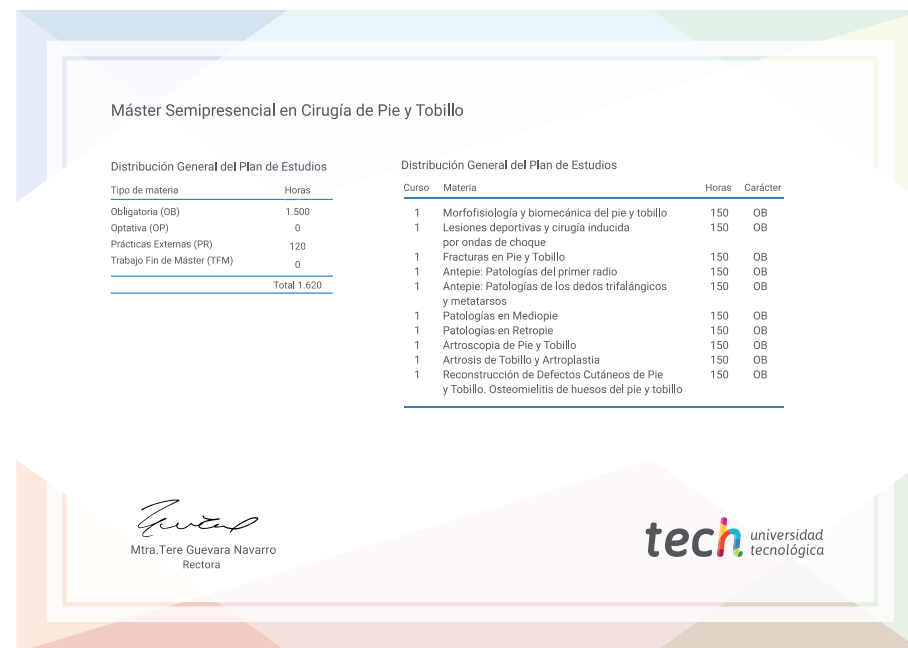 Máster Semipresencial en Cirugía de Pie y Tobillo
Distribución General del Plan de Estudios
Tipo de materia Horas
Obligatoria (OB) 1.500
Optativa (OP) 0
Prácticas Externas (PR) 120
Trabajo Fin de Máster (TFM) 0
Total 1.620
Distribución General del Plan de Estudios
Curso Materia Horas Carácter
1 Morfofisiología y biomecánica del pie y tobillo 150 OB
1 Lesiones deportivas y cirugía inducida 150 OB
por ondas de choque
1 Fracturas en Pie y Tobillo 150 OB
1 Antepie: Patologías del primer radio 150 OB
1 Antepie: Patologías de los dedos trifalángicos 150 OB
y metatarsos
1 Patologías en Mediopie 150 OB
1 Patologías en Retropie 150 OB
1 Artroscopia de Pie y Tobillo 150 OB
1 Artrosis de Tobillo y Artroplastia 150 OB
1 Reconstrucción de Defectos Cutáneos de Pie 150 OB
y Tobillo. Osteomielitis de huesos del pie y tobillo
Mtra.Tere Guevara Navarro
Rectora
tech universidad
tecnológica